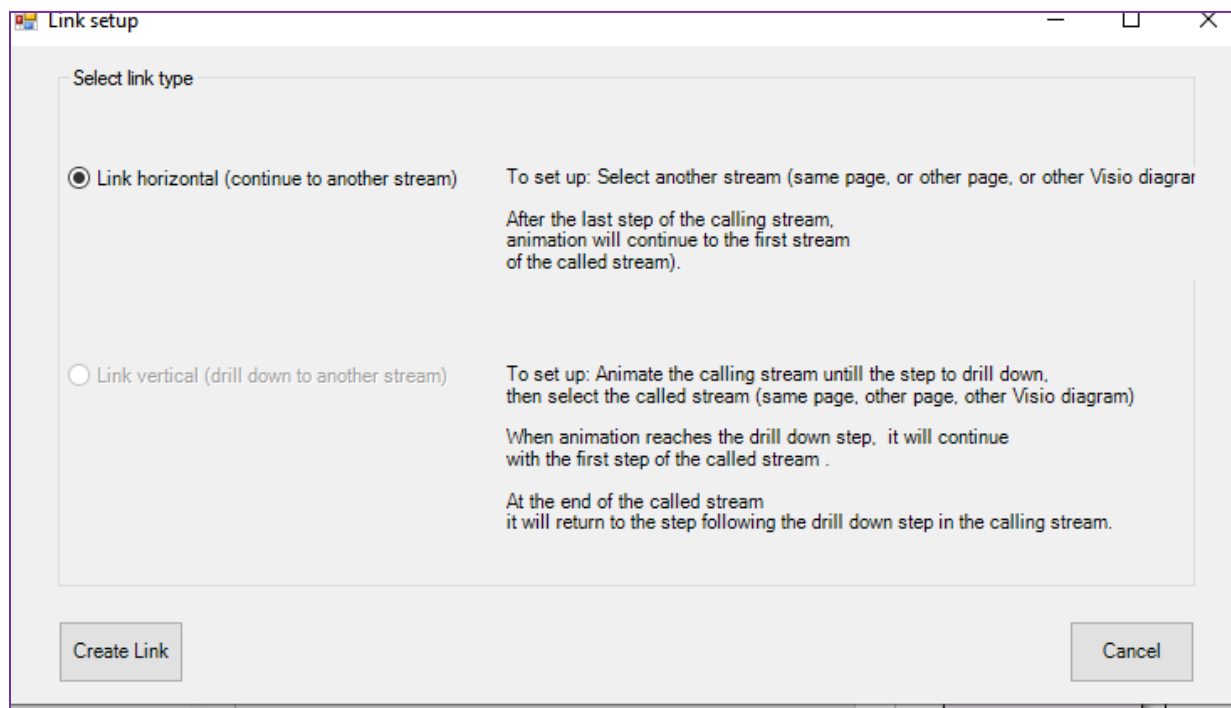 Link setup
Select link type
Link horizontal (continue to another stream)
To set up: Select another stream (same page, or other page, or other Visio diagra
After the last step of the calling stream,
animation will continue to the first stream
of the called stream).
Link vertical (drill down to another stream)
To set up: Animate the calling stream untill the step to drill down,
then select the called stream (same page, other page, other Visio diagram)
When animation reaches the drill down step,  it will continue
with the first step of the called stream .
At the end of the called stream
it will return to the step following the drill down step in the calling stream.
Create Link
Cancel